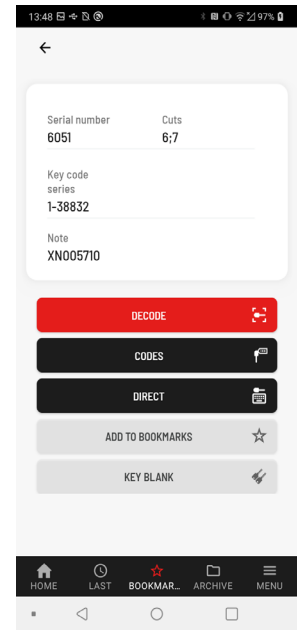 13:48 97%
Serial number Cuts
6051 6;7
Key code
series
1-38832
Note
XN005710
DECODE
CODES
DIRECT
ADD TO BOOKMARKS
KEY BLANK
HOME LAST BOOKMAR... ARCHIVE MENU